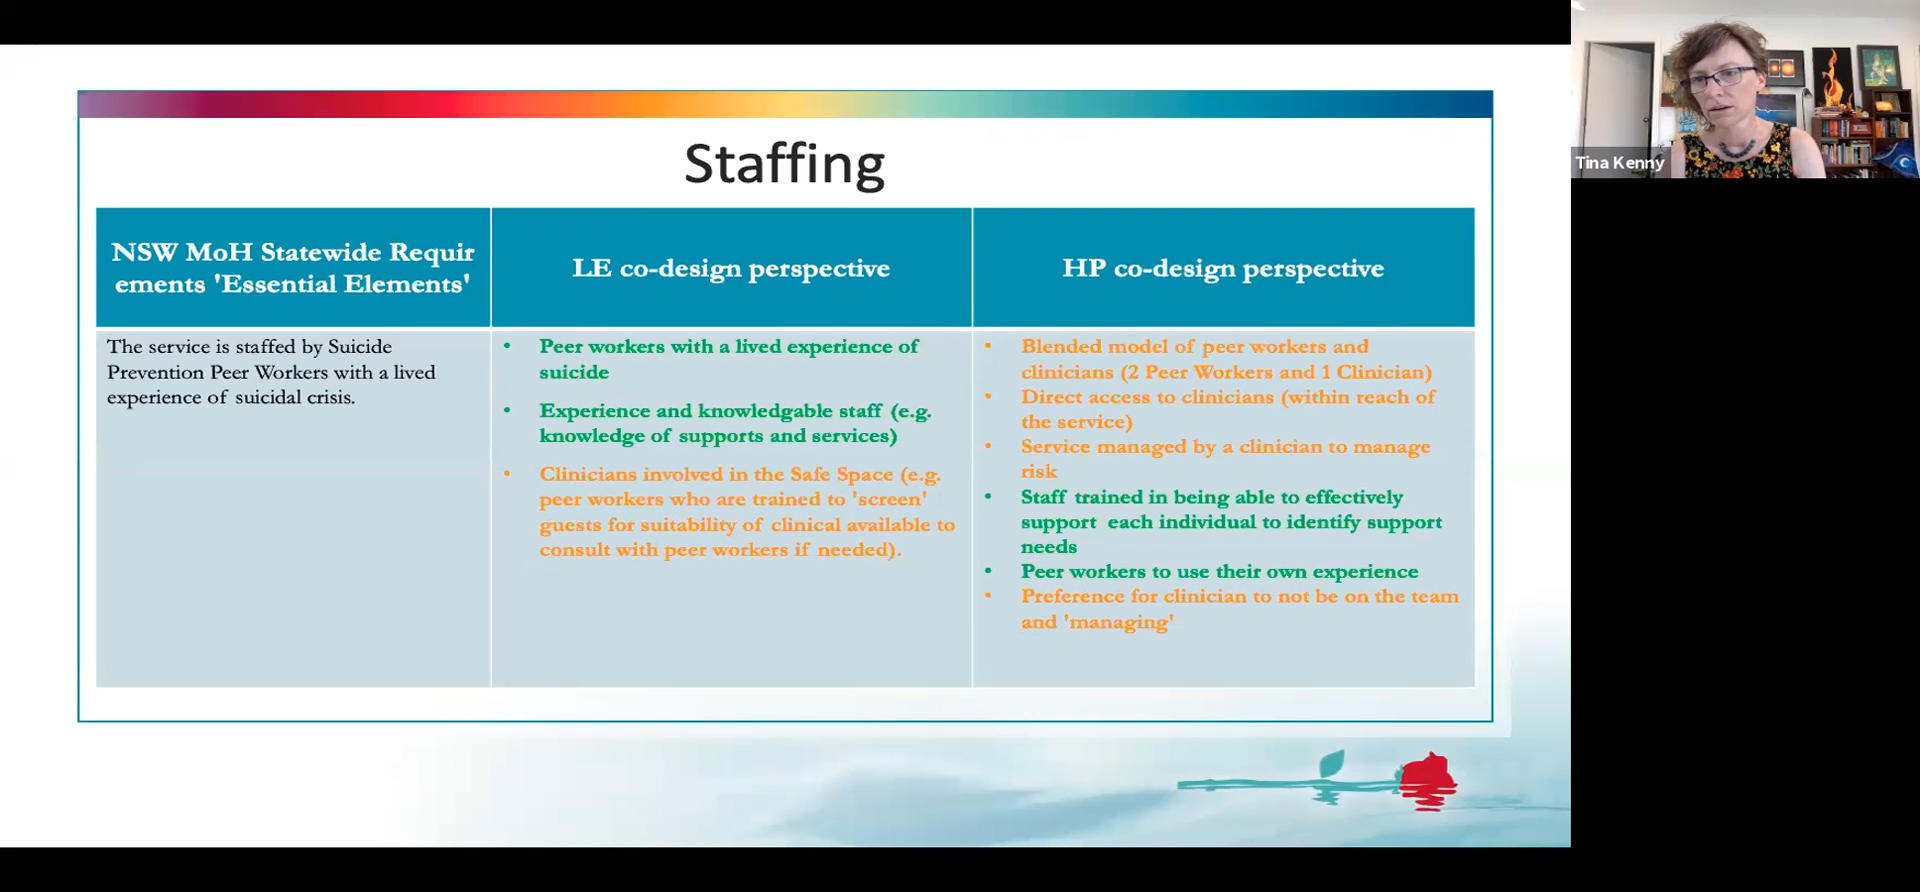 Staffing
NSW MoH Statewide Requir
ements 'Essential Elements'
LE co-design perspective
HP co-design perspective
The service is staffed by Suicide
Prevention Peer Workers with a lived
experience of suicidal crisis.
• Peer workers with a lived experience of
suicide
• Experience and knowledgable staff (e.g.
knowledge of supports and services)
• Clinicians involved in the Safe Space (e.g.
peer workers who are trained to 'screen'
guests for suitability of clinical available to
consult with peer workers if needed).
• Blended model of peer workers and
clinicians (2 Peer Workers and 1 Clinician)
• Direct access to clinicians (within reach of
the service)
• Service managed by a clinician to manage
risk
• Staff trained in being able to effectively
support each individual to identify support
needs
• Peer workers to use their own experience
• Preference for clinician to not be on the team
and 'managing'
Tina Kenny